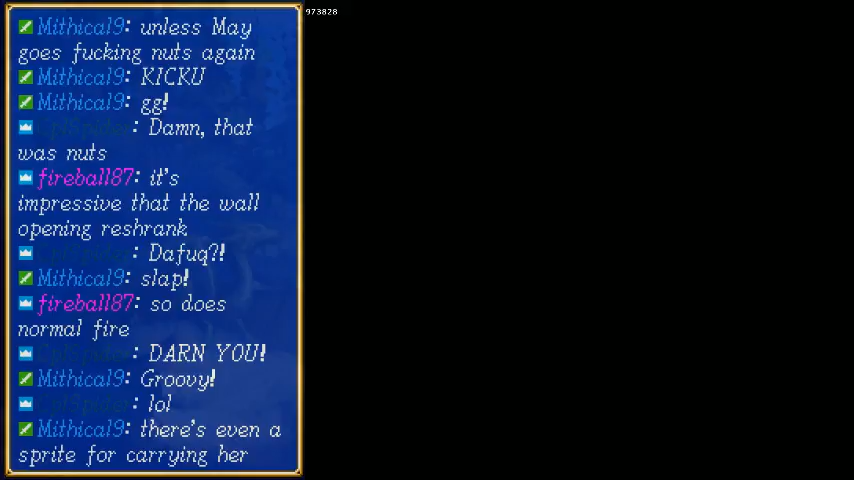 Mithical9: unless May
goes fucking nuts again
Mithical9: KICKU
Mithical9: gg!
: Damn, that
was nuts
fireball87: it's
impressive that the wall
opening reshrank
: Dafuq?!
Mithical9: slap!
fireball87: so does
normal fire
: DARN YOU!
Mithical9: Groovy!
: lol
Mithical9: there's even a
sprite for carrying her
973828